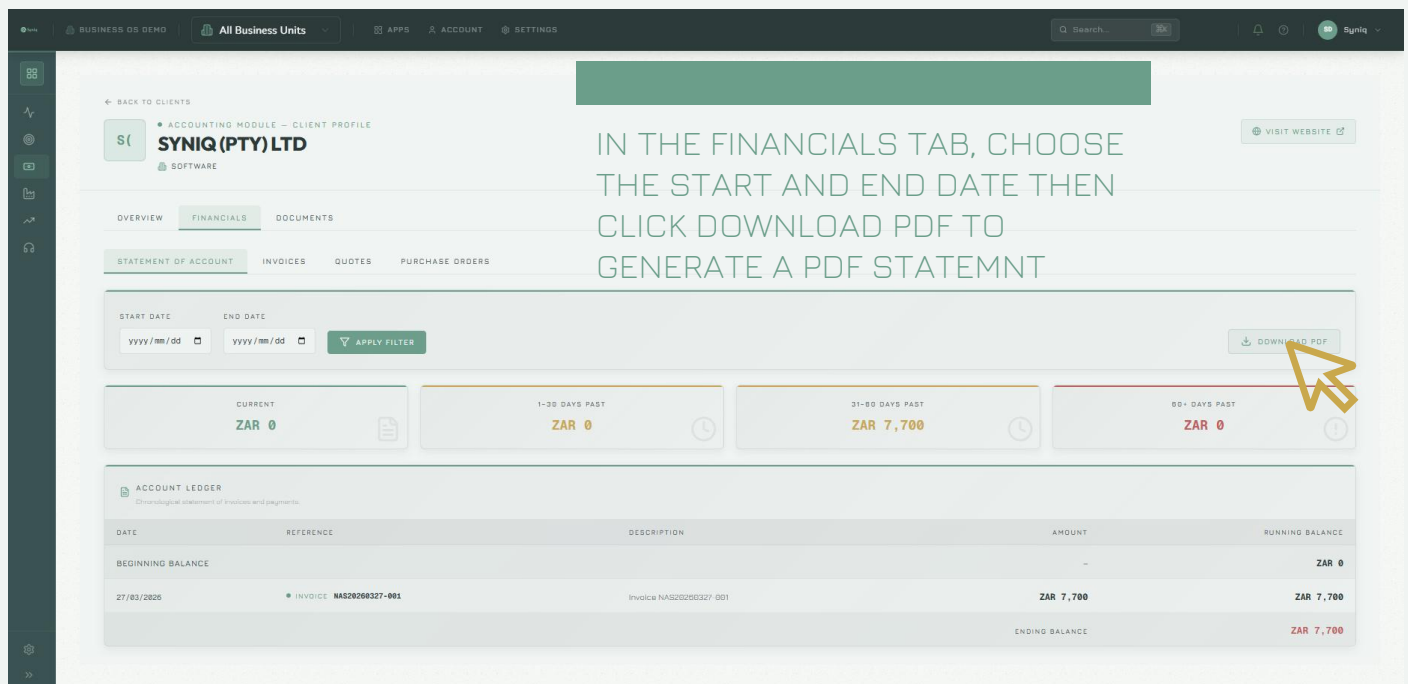 Syniq
BUSINESS OS DEMO
All Business Units
APPS
ACCOUNT
SETTINGS
Search...
⌘K
SD
Syniq
BACK TO CLIENTS
S(
ACCOUNTING MODULE — CLIENT PROFILE
SYNIQ (PTY) LTD
SOFTWARE
VISIT WEBSITE
IN THE FINANCIALS TAB, CHOOSE
THE START AND END DATE THEN
CLICK DOWNLOAD PDF TO
GENERATE A PDF STATEMNT
OVERVIEW
FINANCIALS
DOCUMENTS
STATEMENT OF ACCOUNT
INVOICES
QUOTES
PURCHASE ORDERS
START DATE
END DATE
yyyy/mm/dd
yyyy/mm/dd
APPLY FILTER
DOWNLOAD PDF
CURRENT
ZAR 0
1-30 DAYS PAST
ZAR 0
31-60 DAYS PAST
ZAR 7,700
60+ DAYS PAST
ZAR 0
ACCOUNT LEDGER
Chronological statement of invoices and payments.
DATE REFERENCE DESCRIPTION AMOUNT RUNNING BALANCE
BEGINNING BALANCE – ZAR 0
27/03/2026 INVOICE NAS20260327-001 Invoice NAS20260327-001 ZAR 7,700 ZAR 7,700
ENDING BALANCE ZAR 7,700